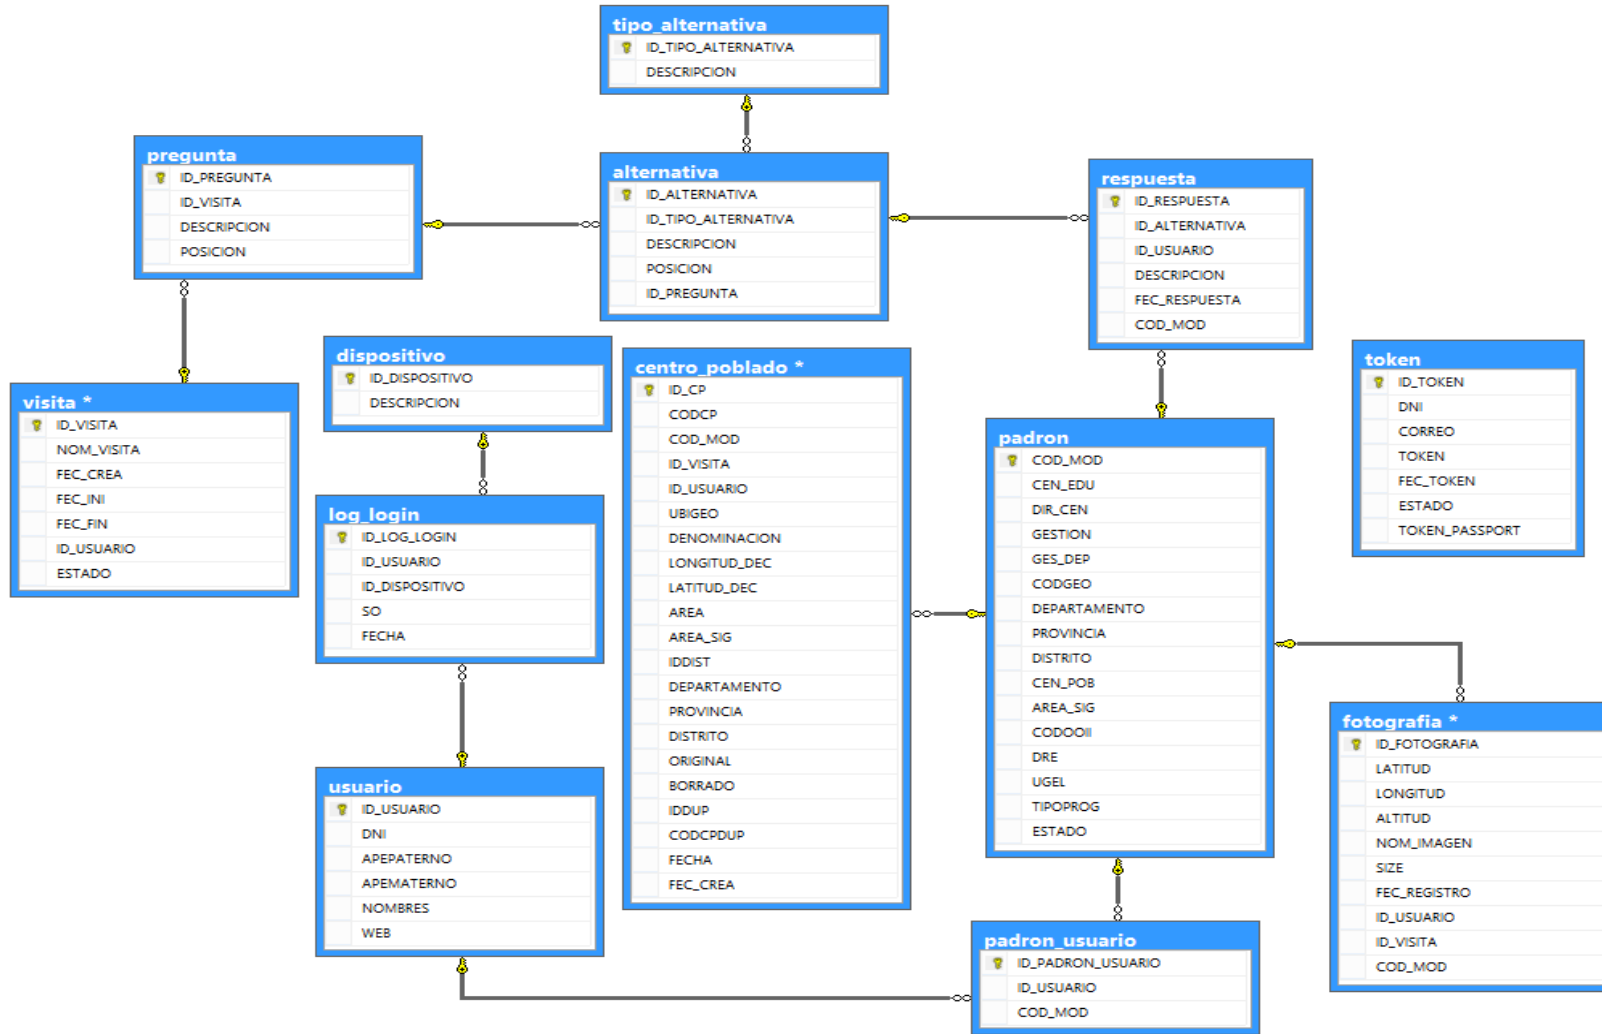 tipo_alternativa
ID_TIPO_ALTERNATIVA
DESCRIPCION
pregunta
ID_PREGUNTA
ID_VISITA
DESCRIPCION
POSICION
alternativa
ID_ALTERNATIVA
ID_TIPO_ALTERNATIVA
DESCRIPCION
POSICION
ID_PREGUNTA
respuesta
ID_RESPUESTA
ID_ALTERNATIVA
ID_USUARIO
DESCRIPCION
FEC_RESPUESTA
COD_MOD
visita *
ID_VISITA
NOM_VISITA
FEC_CREA
FEC_INI
FEC_FIN
ID_USUARIO
ESTADO
dispositivo
ID_DISPOSITIVO
DESCRIPCION
log_login
ID_LOG_LOGIN
ID_USUARIO
ID_DISPOSITIVO
SO
FECHA
usuario
ID_USUARIO
DNI
APEPATERNO
APEMATERNO
NOMBRES
WEB
centro_poblado *
ID_CP
CODCP
COD_MOD
ID_VISITA
ID_USUARIO
UBIGEO
DENOMINACION
LONGITUD_DEC
LATITUD_DEC
AREA
AREA_SIG
IDDIST
DEPARTAMENTO
PROVINCIA
DISTRITO
ORIGINAL
BORRADO
IDDUP
CODCPDUP
FECHA
FEC_CREA
padron
COD_MOD
CEN_EDU
DIR_CEN
GESTION
GES_DEP
CODGEO
DEPARTAMENTO
PROVINCIA
DISTRITO
CEN_POB
AREA_SIG
CODOOII
DRE
UGEL
TIPOPROG
ESTADO
token
ID_TOKEN
DNI
CORREO
TOKEN
FEC_TOKEN
ESTADO
TOKEN_PASSPORT
fotografia *
ID_FOTOGRAFIA
LATITUD
LONGITUD
ALTITUD
NOM_IMAGEN
SIZE
FEC_REGISTRO
ID_USUARIO
ID_VISITA
COD_MOD
padron_usuario
ID_PADRON_USUARIO
ID_USUARIO
COD_MOD